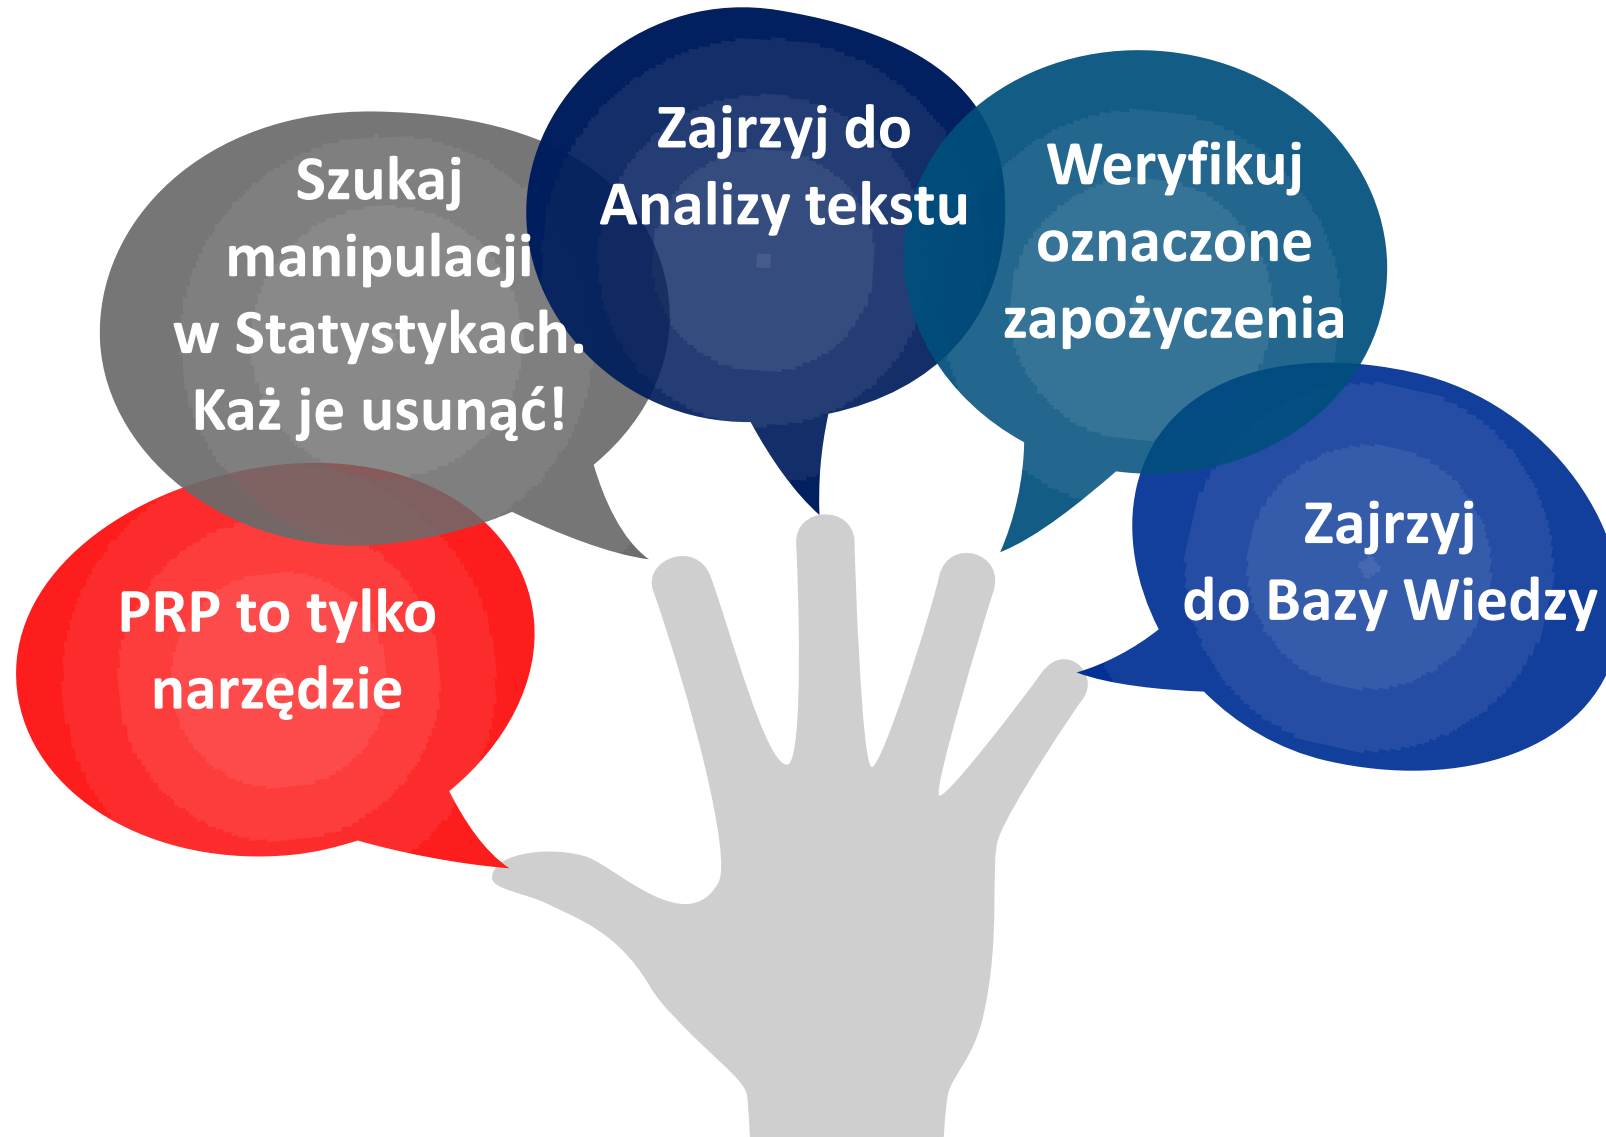 PRP to tylko
narzędzie
Szukaj
manipulacji
w Statystykach.
Każ je usunąć!
Zajrzyj do
Analizy tekstu
Weryfikuj
oznaczone
zapożyczenia
Zajrzyj
do Bazy Wiedzy